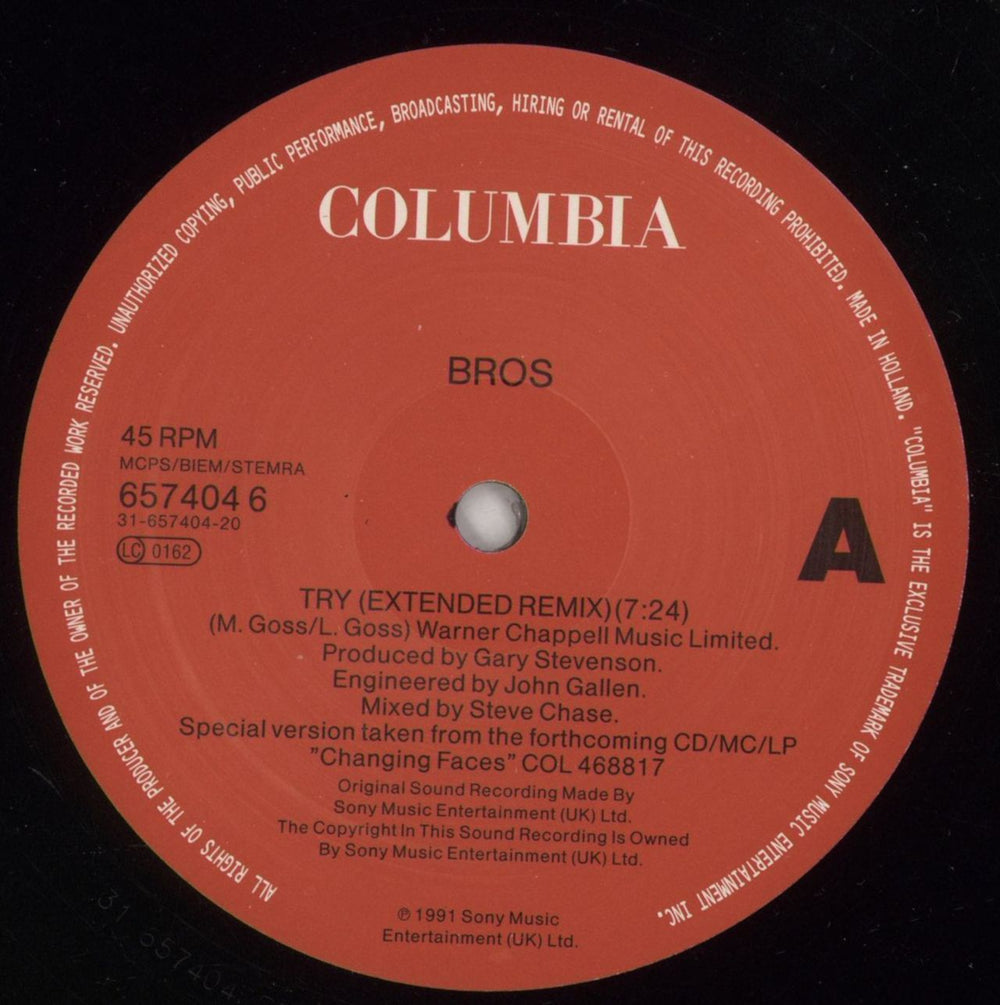 ALL RIGHTS OF THE PRODUCER AND OF THE OWNER OF THE RECORDED WORK RESERVED. UNAUTHORIZED COPYING, PUBLIC PERFORMANCE, BROADCASTING, HIRING OR RENTAL OF THIS RECORDING PROHIBITED. MADE IN HOLLAND. "COLUMBIA" IS THE EXCLUSIVE TRADEMARK OF SONY MUSIC ENTERTAINMENT INC.
COLUMBIA
BROS
45 RPM
MCPS/BIEM/STEMRA
657404 6
31-657404-20
LC 0162
A
TRY (EXTENDED REMIX)(7:24)
(M. Goss/L. Goss) Warner Chappell Music Limited.
Produced by Gary Stevenson.
Engineered by John Gallen.
Mixed by Steve Chase.
Special version taken from the forthcoming CD/MC/LP
"Changing Faces" COL 468817
Original Sound Recording Made By
Sony Music Entertainment (UK) Ltd.
The Copyright In This Sound Recording Is Owned
By Sony Music Entertainment (UK) Ltd.
℗ 1991 Sony Music
Entertainment (UK) Ltd.